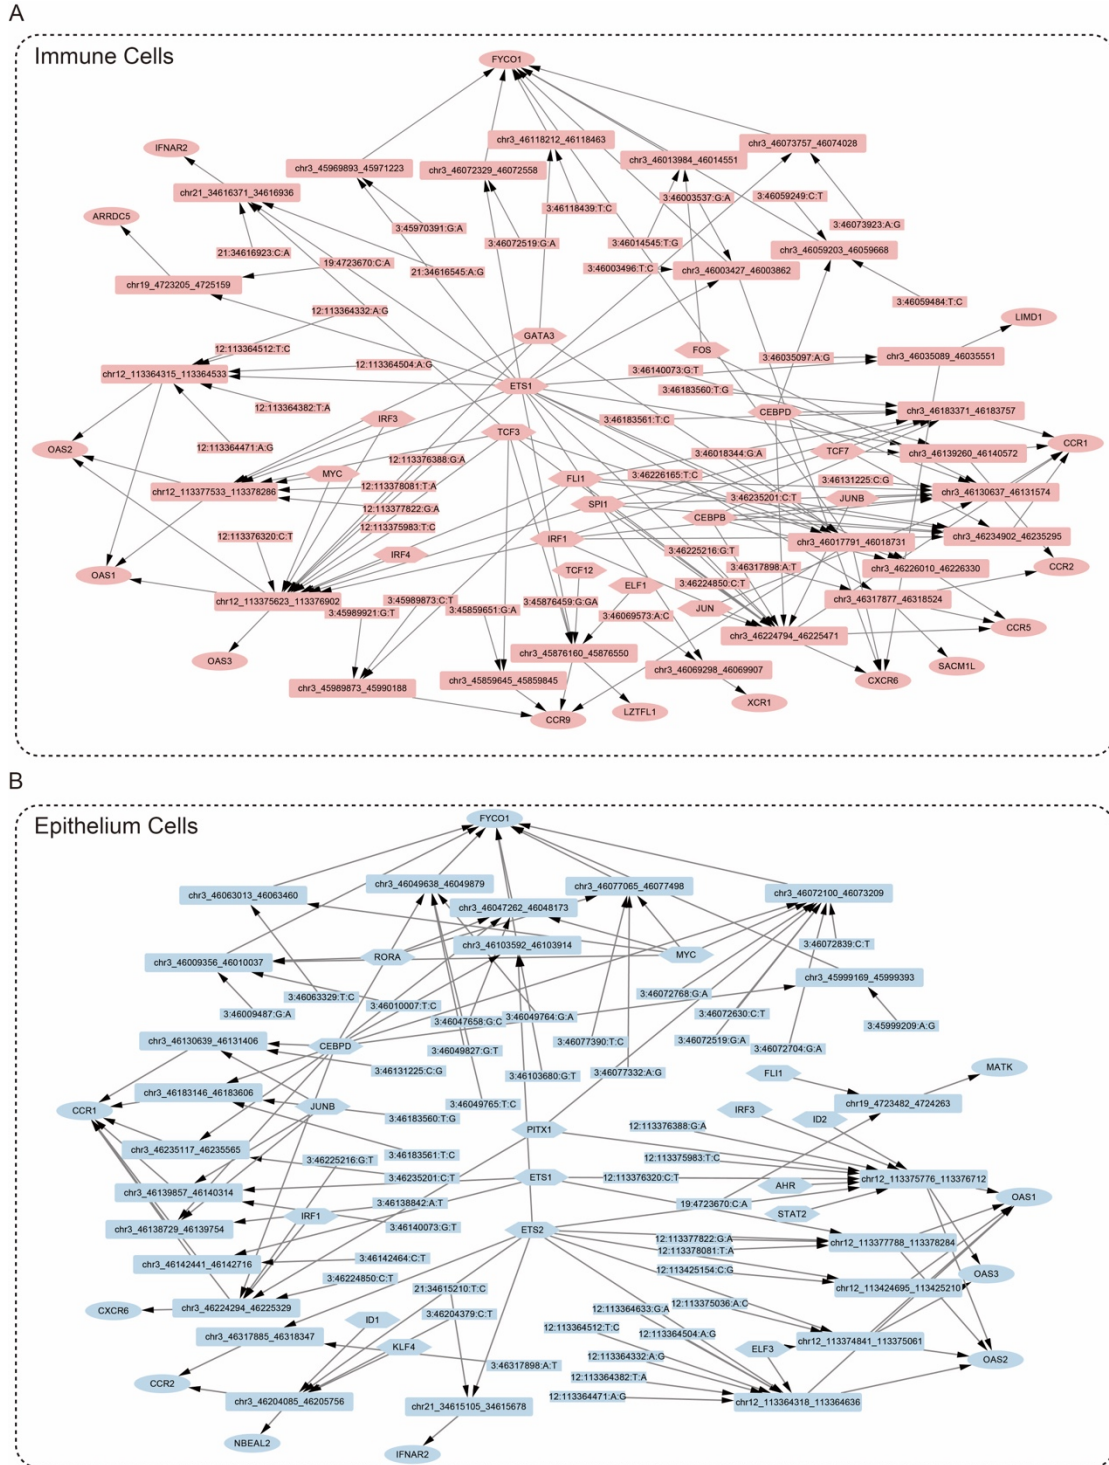 A
Immune Cells
FYCO1
chr3_46118212_46118463
chr3_46073757_46074028
IFNAR2
chr3_45969893_45971223
chr3_46072329_46072558
chr3_46013984_46014551
chr21_34616371_34616936
3:46003537:G:A
3:46059249:C:T
ARRDC5
3:46118439:T:C
3:45970391:G:A
3:46073923:A:G
3:46072519:G:A
3:46014545:T:G
21:34616923:C:A
chr3_46059203_46059668
19:4723670:C:A
21:34616545:A:G
3:46003496:T:C
chr3_46003427_46003862
chr19_4723205_4725159
3:46059484:T:C
12:113364332:A:G
LIMD1
GATA3
12:113364512:T:C
FOS
3:46035097:A:G
chr3_46035089_46035551
12:113364504:A:G
3:46140073:G:T
chr12_113364315_113364533
ETS1
3:46183560:T:G
12:113364382:T:A
3:46183561:T:C
CEBPD
chr3_46183371_46183757
IRF3
TCF3
CCR1
12:113364471:A:G
OAS2
12:113376388:G:A
3:46018344:G:A
TCF7
chr3_46139260_46140572
MYC
FLI1
3:46226165:T:C
3:46131225:C:G
12:113378081:T:A
chr12_113377533_113378286
3:46235201:C:T
JUNB
chr3_46130637_46131574
12:113377822:G:A
SPI1
CEBPB
12:113375983:T:C
12:113376320:C:T
IRF1
chr3_46017791_46018731
chr3_46234902_46235295
IRF4
3:46225216:G:T
3:46317898:A:T
CCR2
OAS1
TCF12
chr3_46226010_46226330
3:46224850:C:T
3:45989873:C:T
ELF1
3:45876459:G:GA
chr12_113375623_113376902
3:45859651:G:A
JUN
chr3_46317877_46318524
3:45989921:G:T
3:46069573:A:C
CCR5
chr3_46224794_46225471
chr3_45876160_45876550
OAS3
SACM1L
chr3_46069298_46069907
chr3_45859645_45859845
CXCR6
chr3_45989873_45990188
XCR1
LZTFL1
CCR9
B
Epithelium Cells
FYCO1
chr3_46049638_46049879
chr3_46077065_46077498
chr3_46063013_46063460
chr3_46072100_46073209
chr3_46047262_46048173
3:46072839:C:T
chr3_46103592_46103914
RORA
MYC
chr3_46009356_46010037
chr3_45999169_45999393
3:46063329:T:C
3:46072768:G:A
3:46010007:T:C
3:46009487:G:A
3:46049764:G:A
3:46072630:C:T
3:46047658:G:C
3:45999209:A:G
3:46072519:G:A
chr3_46130639_46131406
CEBPD
3:46077390:T:C
3:46049827:G:T
3:46072704:G:A
3:46131225:C:G
3:46103680:G:T
3:46077332:A:G
FLI1
MATK
chr3_46183146_46183606
3:46049765:T:C
JUNB
CCR1
3:46183560:T:G
chr19_4723482_4724263
IRF3
ID2
PITX1
12:113376388:G:A
chr3_46235117_46235565
3:46183561:T:C
3:46225216:G:T
12:113375983:T:C
3:46235201:C:T
ETS1
12:113376320:C:T
chr12_113375776_113376712
chr3_46139857_46140314
AHR
OAS1
3:46138842:A:T
19:4723670:C:A
IRF1
STAT2
chr3_46138729_46139754
3:46140073:G:T
ETS2
12:113377822:G:A
chr12_113377788_113378284
12:113378081:T:A
chr3_46142441_46142716
3:46142464:C:T
12:113425154:C:G
OAS3
3:46224850:C:T
21:34615210:T:C
chr12_113424695_113425210
CXCR6
chr3_46224294_46225329
12:113364633:G:A
12:113375036:A:C
3:46204379:C:T
ID1
12:113364512:T:C
12:113364504:A:G
chr3_46317885_46318347
KLF4
chr12_113374841_113375061
ELF3
12:113364332:A:G
OAS2
3:46317898:A:T
12:113364382:T:A
CCR2
12:113364471:A:G
chr3_46204085_46205756
chr21_34615105_34615678
chr12_113364318_113364636
NBEAL2
IFNAR2